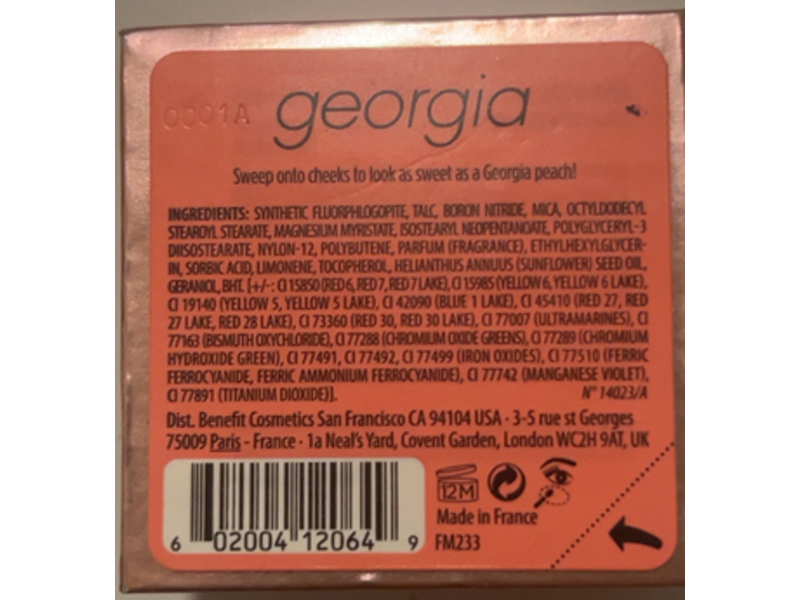 georgia
0001A
Sweep onto cheeks to look as sweet as a Georgia peach!
INGREDIENTS: SYNTHETIC FLUORPHLOGOPITE, TALC, BORON NITRIDE, MICA, OCTYLDODECYL
STEAROYL STEARATE, MAGNESIUM MYRISTATE, ISOSTEARYL NEOPENTANOATE, POLYGLYCERYL-3
DIISOSTEARATE, NYLON-12, POLYBUTENE, PARFUM (FRAGRANCE), ETHYLHEXYLGLYCER-
IN, SORBIC ACID, LIMONENE, TOCOPHEROL, HELIANTHUS ANNUUS (SUNFLOWER) SEED OIL,
GERANIOL, BHT. [+/-: CI 15850 (RED 6, RED 7, RED 7 LAKE), CI 15985 (YELLOW 6, YELLOW 6 LAKE),
CI 19140 (YELLOW 5, YELLOW 5 LAKE), CI 42090 (BLUE 1 LAKE), CI 45410 (RED 27, RED
27 LAKE, RED 28 LAKE), CI 73360 (RED 30, RED 30 LAKE), CI 77007 (ULTRAMARINES), CI
77163 (BISMUTH OXYCHLORIDE), CI 77288 (CHROMIUM OXIDE GREENS), CI 77289 (CHROMIUM
HYDROXIDE GREEN), CI 77491, CI 77492, CI 77499 (IRON OXIDES), CI 77510 (FERRIC
FERROCYANIDE, FERRIC AMMONIUM FERROCYANIDE), CI 77742 (MANGANESE VIOLET),
CI 77891 (TITANIUM DIOXIDE)]. N° 14023/A
Dist. Benefit Cosmetics San Francisco CA 94104 USA · 3-5 rue st Georges
75009 Paris - France · 1a Neal's Yard, Covent Garden, London WC2H 9AT, UK
12M
Made in France
FM233
6 02004 12064 9